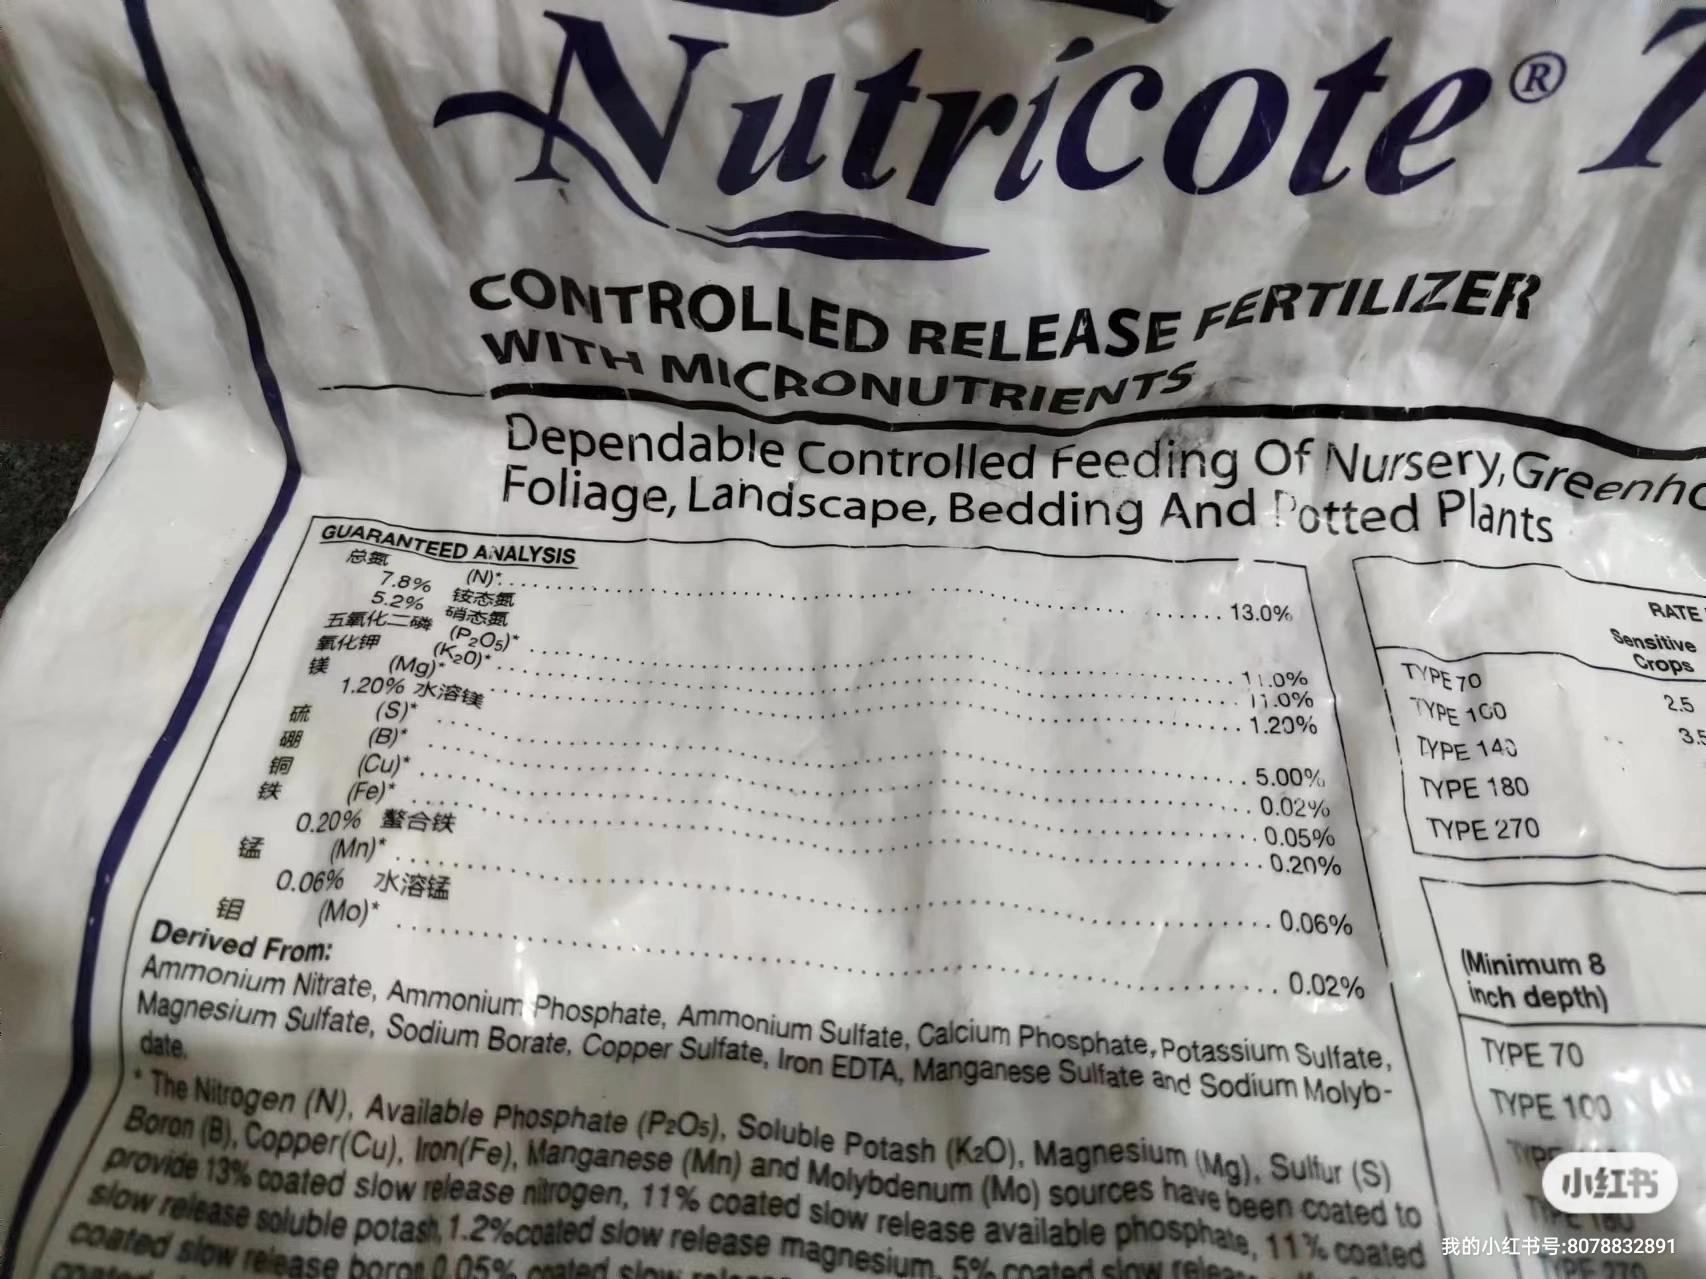 Nutricote®
CONTROLLED RELEASE FERTILIZER
WITH MICRONUTRIENTS
Dependable Controlled Feeding Of Nursery,
Foliage, Landscape, Bedding And Potted Plants
GUARANTEED ANALYSIS
总氮 (N)* 13.0%
7.8% 铵态氮
5.2% 硝态氮
五氧化二磷 (P₂O₅)* 11.0%
氧化钾 (K₂O)* 11.0%
镁 (Mg)* 1.20%
1.20% 水溶镁
硫 (S)* 5.00%
硼 (B)* 0.02%
铜 (Cu)* 0.05%
铁 (Fe)* 0.20%
0.20% 螯合铁
锰 (Mn)* 0.06%
0.06% 水溶锰
钼 (Mo)* 0.02%
Derived From:
Ammonium Nitrate, Ammonium Phosphate, Ammonium Sulfate, Calcium Phosphate, Potassium Sulfate,
Magnesium Sulfate, Sodium Borate, Copper Sulfate, Iron EDTA, Manganese Sulfate and Sodium Molyb-
date.
* The Nitrogen (N), Available Phosphate (P₂O₅), Soluble Potash (K₂O), Magnesium (Mg), Sulfur (S)
Boron (B), Copper(Cu), Iron(Fe), Manganese (Mn) and Molybdenum (Mo) sources have been coated to
provide 13% coated slow release nitrogen, 11% coated slow release available phosphate, 11% coated
slow release soluble potash, 1.2%coated slow release magnesium, 5% coated slow release
coated slow release boron 0.05% coated slow
RATE
Sensitive
Crops
TYPE 70 2.5
TYPE 100 3.5
TYPE 140
TYPE 180
TYPE 270
(Minimum 8
inch depth)
TYPE 70
TYPE 100
TYPE 180
TYPE 270
小红书
我的小红书号:8078832891